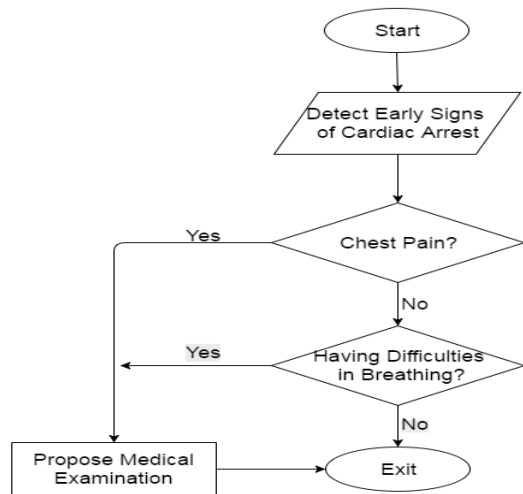 Start
Detect Early Signs
of Cardiac Arrest
Yes
Chest Pain?
No
Yes
Having Difficulties
in Breathing?
No
Propose Medical
Examination
Exit